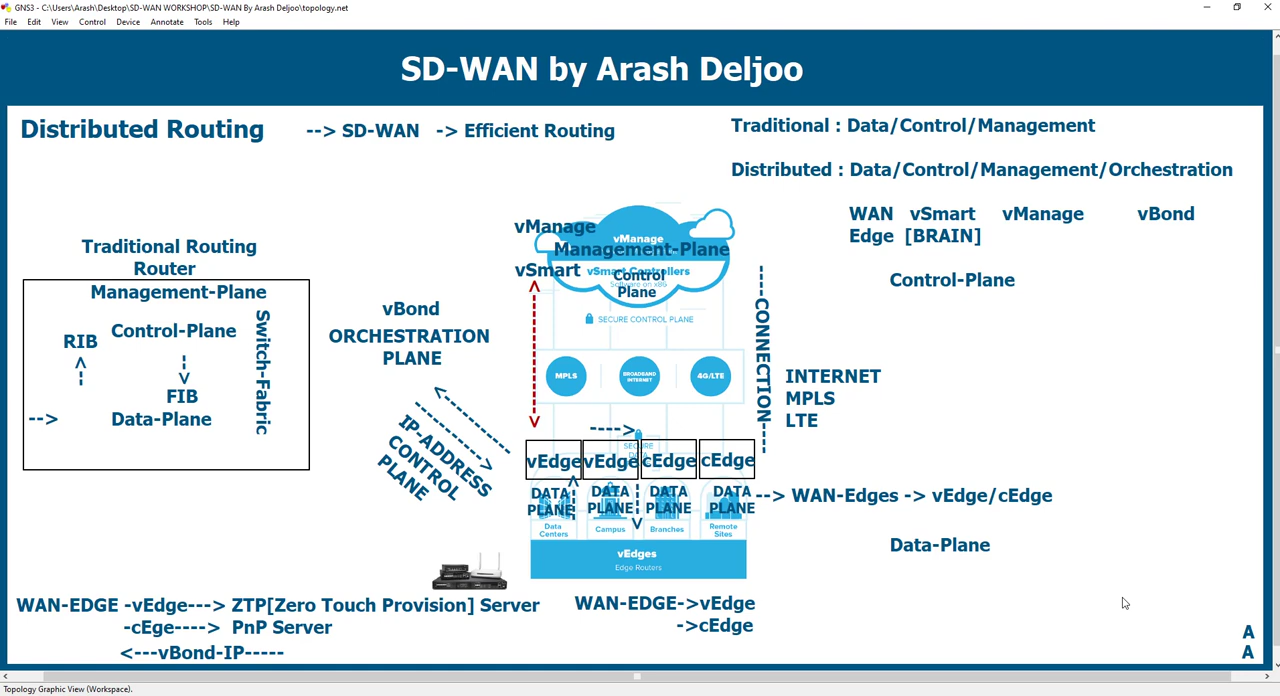 GNS3 - C:\Users\Arash\Desktop\SD-WAN WORKSHOP\SD-WAN By Arash Deljoo\topology.net
File Edit View Control Device Annotate Tools Help
SD-WAN by Arash Deljoo
Distributed Routing --> SD-WAN -> Efficient Routing
Traditional : Data/Control/Management
Distributed : Data/Control/Management/Orchestration
WAN vSmart vManage vBond
Edge [BRAIN]
Control-Plane
Traditional Routing
Router
Management-Plane
Control-Plane
RIB
FIB
--> Data-Plane
Switch-Fabric
vBond
ORCHESTRATION
PLANE
IP-ADDRESS
CONTROL
PLANE
vManage
vManage
Management-Plane
vSmart
vSmart Controllers
Control
Software on x86
Plane
SECURE CONTROL PLANE
MPLS
BROADBAND
INTERNET
4G/LTE
----CONNECTION----
INTERNET
MPLS
LTE
---->
SECURE
vEdge vEdge cEdge cEdge
DATA DATA DATA DATA
PLANE PLANE PLANE PLANE
--> WAN-Edges -> vEdge/cEdge
Data
Centers
Campus
Branches
Remote
Sites
vEdges
Edge Routers
Data-Plane
WAN-EDGE -vEdge---> ZTP[Zero Touch Provision] Server
-cEge----> PnP Server
<---vBond-IP-----
WAN-EDGE->vEdge
->cEdge
A
A
Topology Graphic View (Workspace).